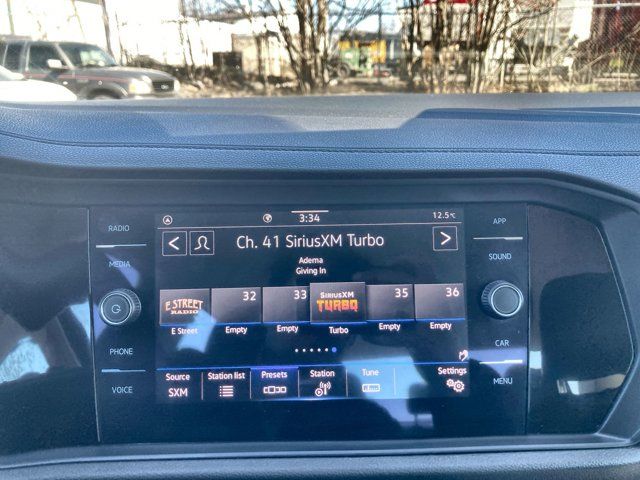 RADIO
MEDIA
PHONE
VOICE
3:34
12.5°C
Ch. 41 SiriusXM Turbo
Adema
Giving In
E STREET
RADIO
E Street
32
Empty
33
Empty
SIRIUSXM
TURBO
Turbo
35
Empty
36
Empty
Source
SXM
Station list
Presets
Station
Tune
Settings
APP
SOUND
CAR
MENU